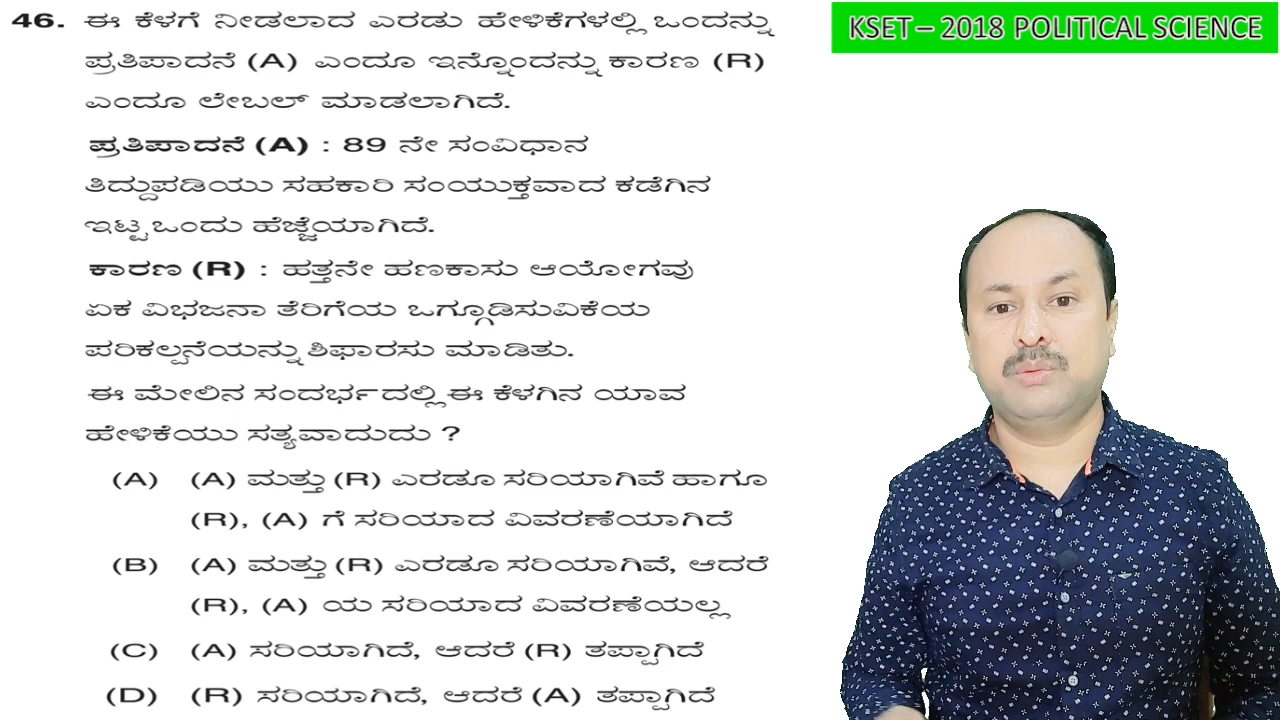 46. ಈ ಕೆಳಗೆ ನೀಡಲಾದ ಎರಡು ಹೇಳಿಕೆಗಳಲ್ಲಿ ಒಂದನ್ನು
ಪ್ರತಿಪಾದನೆ (A) ಎಂದೂ ಇನ್ನೊಂದನ್ನು ಕಾರಣ (R)
ಎಂದೂ ಲೇಬಲ್ ಮಾಡಲಾಗಿದೆ.
ಪ್ರತಿಪಾದನೆ (A) : 89 ನೇ ಸಂವಿಧಾನ
ತಿದ್ದುಪಡಿಯು ಸಹಕಾರಿ ಸಂಯುಕ್ತವಾದ ಕಡೆಗಿನ
ಇಟ್ಟ ಒಂದು ಹೆಜ್ಜೆಯಾಗಿದೆ.
ಕಾರಣ (R) : ಹತ್ತನೇ ಹಣಕಾಸು ಆಯೋಗವು
ಏಕ ವಿಭಜನಾ ತೆರಿಗೆಯ ಒಗ್ಗೂಡಿಸುವಿಕೆಯ
ಪರಿಕಲ್ಪನೆಯನ್ನು ಶಿಫಾರಸು ಮಾಡಿತು.
ಈ ಮೇಲಿನ ಸಂದರ್ಭದಲ್ಲಿ ಈ ಕೆಳಗಿನ ಯಾವ
ಹೇಳಿಕೆಯು ಸತ್ಯವಾದುದು ?
(A) (A) ಮತ್ತು (R) ಎರಡೂ ಸರಿಯಾಗಿವೆ ಹಾಗೂ
(R), (A) ಗೆ ಸರಿಯಾದ ವಿವರಣೆಯಾಗಿದೆ
(B) (A) ಮತ್ತು (R) ಎರಡೂ ಸರಿಯಾಗಿವೆ, ಆದರೆ
(R), (A) ಯ ಸರಿಯಾದ ವಿವರಣೆಯಲ್ಲ
(C) (A) ಸರಿಯಾಗಿದೆ, ಆದರೆ (R) ತಪ್ಪಾಗಿದೆ
(D) (R) ಸರಿಯಾಗಿದೆ, ಆದರೆ (A) ತಪ್ಪಾಗಿದೆ
KSET – 2018 POLITICAL SCIENCE